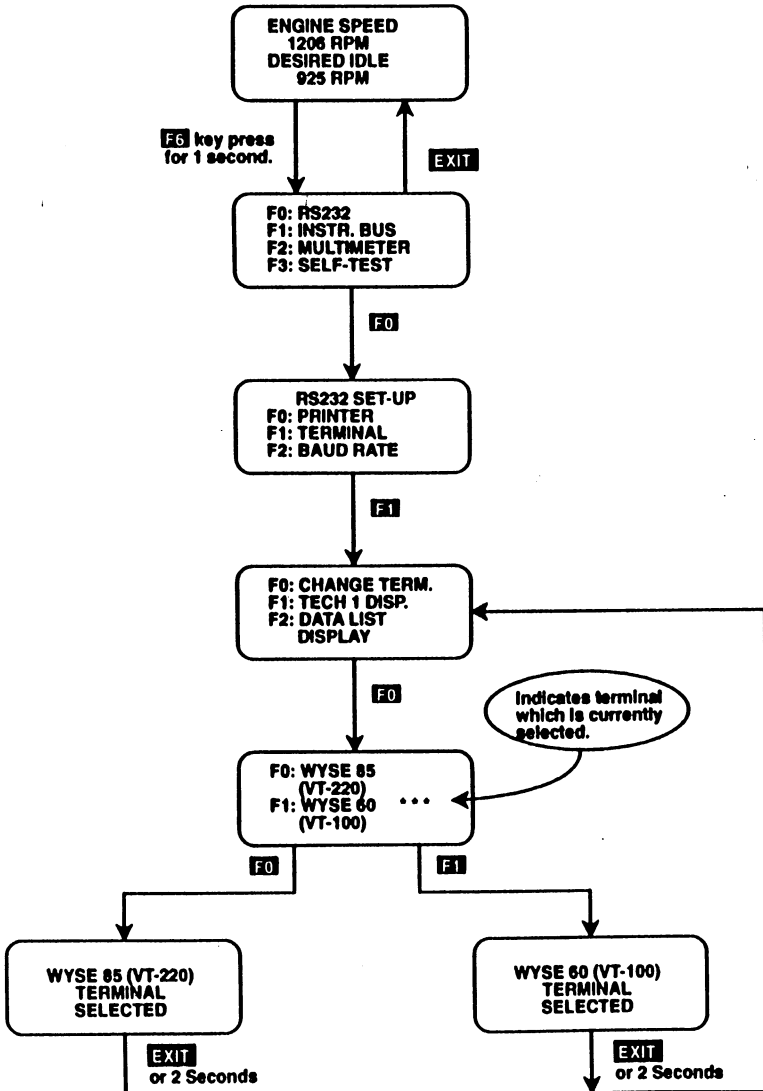 ENGINE SPEED
1206 RPM
DESIRED IDLE
925 RPM
F6 key press
for 1 second.
EXIT
F0: RS232
F1: INSTR. BUS
F2: MULTIMETER
F3: SELF-TEST
F0
RS232 SET-UP
F0: PRINTER
F1: TERMINAL
F2: BAUD RATE
F1
F0: CHANGE TERM.
F1: TECH 1 DISP.
F2: DATA LIST
DISPLAY
F0
Indicates terminal
which is currently
selected.
F0: WYSE 85
(VT-220)
F1: WYSE 60 ***
(VT-100)
F0
F1
WYSE 85 (VT-220)
TERMINAL
SELECTED
WYSE 60 (VT-100)
TERMINAL
SELECTED
EXIT
or 2 Seconds
EXIT
or 2 Seconds